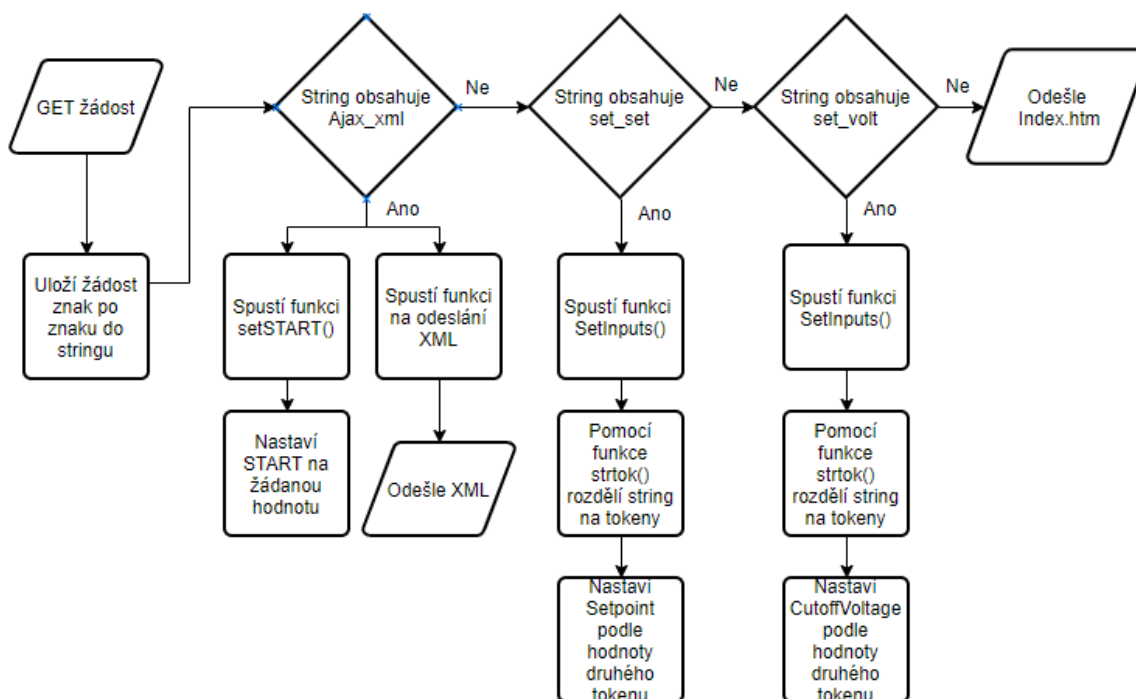 GET žádost
Uloží žádost
znak po
znaku do
stringu
String obsahuje
Ajax_xml
Ne
Ano
Spustí funkci
setSTART()
Nastaví
START na
žádanou
hodnotu
Spustí funkci
na odeslání
XML
Odešle XML
String obsahuje
set_set
Ne
Ano
Spustí funkci
SetInputs()
Pomocí
funkce
strtok()
rozdělí string
na tokeny
Nastaví
Setpoint
podle
hodnoty
druhého
tokenu
String obsahuje
set_volt
Ne
Ano
Spustí funkci
SetInputs()
Pomocí
funkce
strtok()
rozdělí string
na tokeny
Nastaví
CutoffVoltage
podle
hodnoty
druhého
tokenu
Odešle
Index.htm